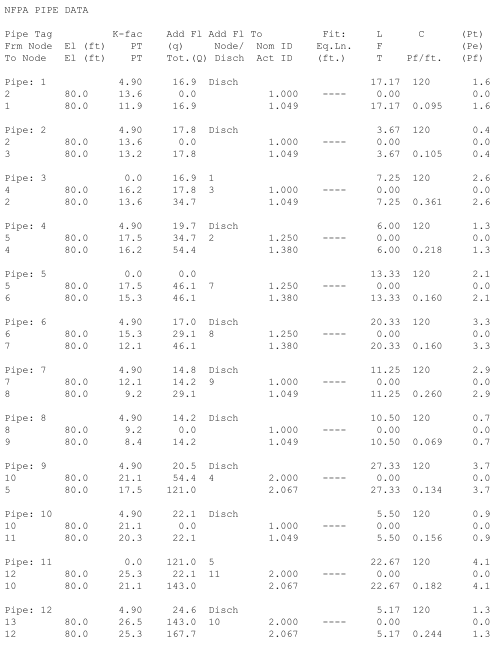 NFPA PIPE DATA
Pipe Tag K-fac Add Fl Add Fl To Fit: L C (Pt)
Frm Node El (ft) PT (q) Node/ Nom ID Eq.Ln. F (Pe)
To Node El (ft) PT Tot.(Q) Disch Act ID (ft.) T Pf/ft. (Pf)
Pipe: 1 4.90 16.9 Disch 17.17 120 1.6
2 80.0 13.6 0.0 1.000 ---- 0.00 0.0
1 80.0 11.9 16.9 1.049 17.17 0.095 1.6
Pipe: 2 4.90 17.8 Disch 3.67 120 0.4
2 80.0 13.6 0.0 1.000 ---- 0.00 0.0
3 80.0 13.2 17.8 1.049 3.67 0.105 0.4
Pipe: 3 0.0 16.9 1 7.25 120 2.6
4 80.0 16.2 17.8 3 1.000 ---- 0.00 0.0
2 80.0 13.6 34.7 1.049 7.25 0.361 2.6
Pipe: 4 4.90 19.7 Disch 6.00 120 1.3
5 80.0 17.5 34.7 2 1.250 ---- 0.00 0.0
4 80.0 16.2 54.4 1.380 6.00 0.218 1.3
Pipe: 5 0.0 0.0 13.33 120 2.1
5 80.0 17.5 46.1 7 1.250 ---- 0.00 0.0
6 80.0 15.3 46.1 1.380 13.33 0.160 2.1
Pipe: 6 4.90 17.0 Disch 20.33 120 3.3
6 80.0 15.3 29.1 8 1.250 ---- 0.00 0.0
7 80.0 12.1 46.1 1.380 20.33 0.160 3.3
Pipe: 7 4.90 14.8 Disch 11.25 120 2.9
7 80.0 12.1 14.2 9 1.000 ---- 0.00 0.0
8 80.0 9.2 29.1 1.049 11.25 0.260 2.9
Pipe: 8 4.90 14.2 Disch 10.50 120 0.7
8 80.0 9.2 0.0 1.000 ---- 0.00 0.0
9 80.0 8.4 14.2 1.049 10.50 0.069 0.7
Pipe: 9 4.90 20.5 Disch 27.33 120 3.7
10 80.0 21.1 54.4 4 2.000 ---- 0.00 0.0
5 80.0 17.5 121.0 2.067 27.33 0.134 3.7
Pipe: 10 4.90 22.1 Disch 5.50 120 0.9
10 80.0 21.1 0.0 1.000 ---- 0.00 0.0
11 80.0 20.3 22.1 1.049 5.50 0.156 0.9
Pipe: 11 0.0 121.0 5 22.67 120 4.1
12 80.0 25.3 22.1 11 2.000 ---- 0.00 0.0
10 80.0 21.1 143.0 2.067 22.67 0.182 4.1
Pipe: 12 4.90 24.6 Disch 5.17 120 1.3
13 80.0 26.5 143.0 10 2.000 ---- 0.00 0.0
12 80.0 25.3 167.7 2.067 5.17 0.244 1.3